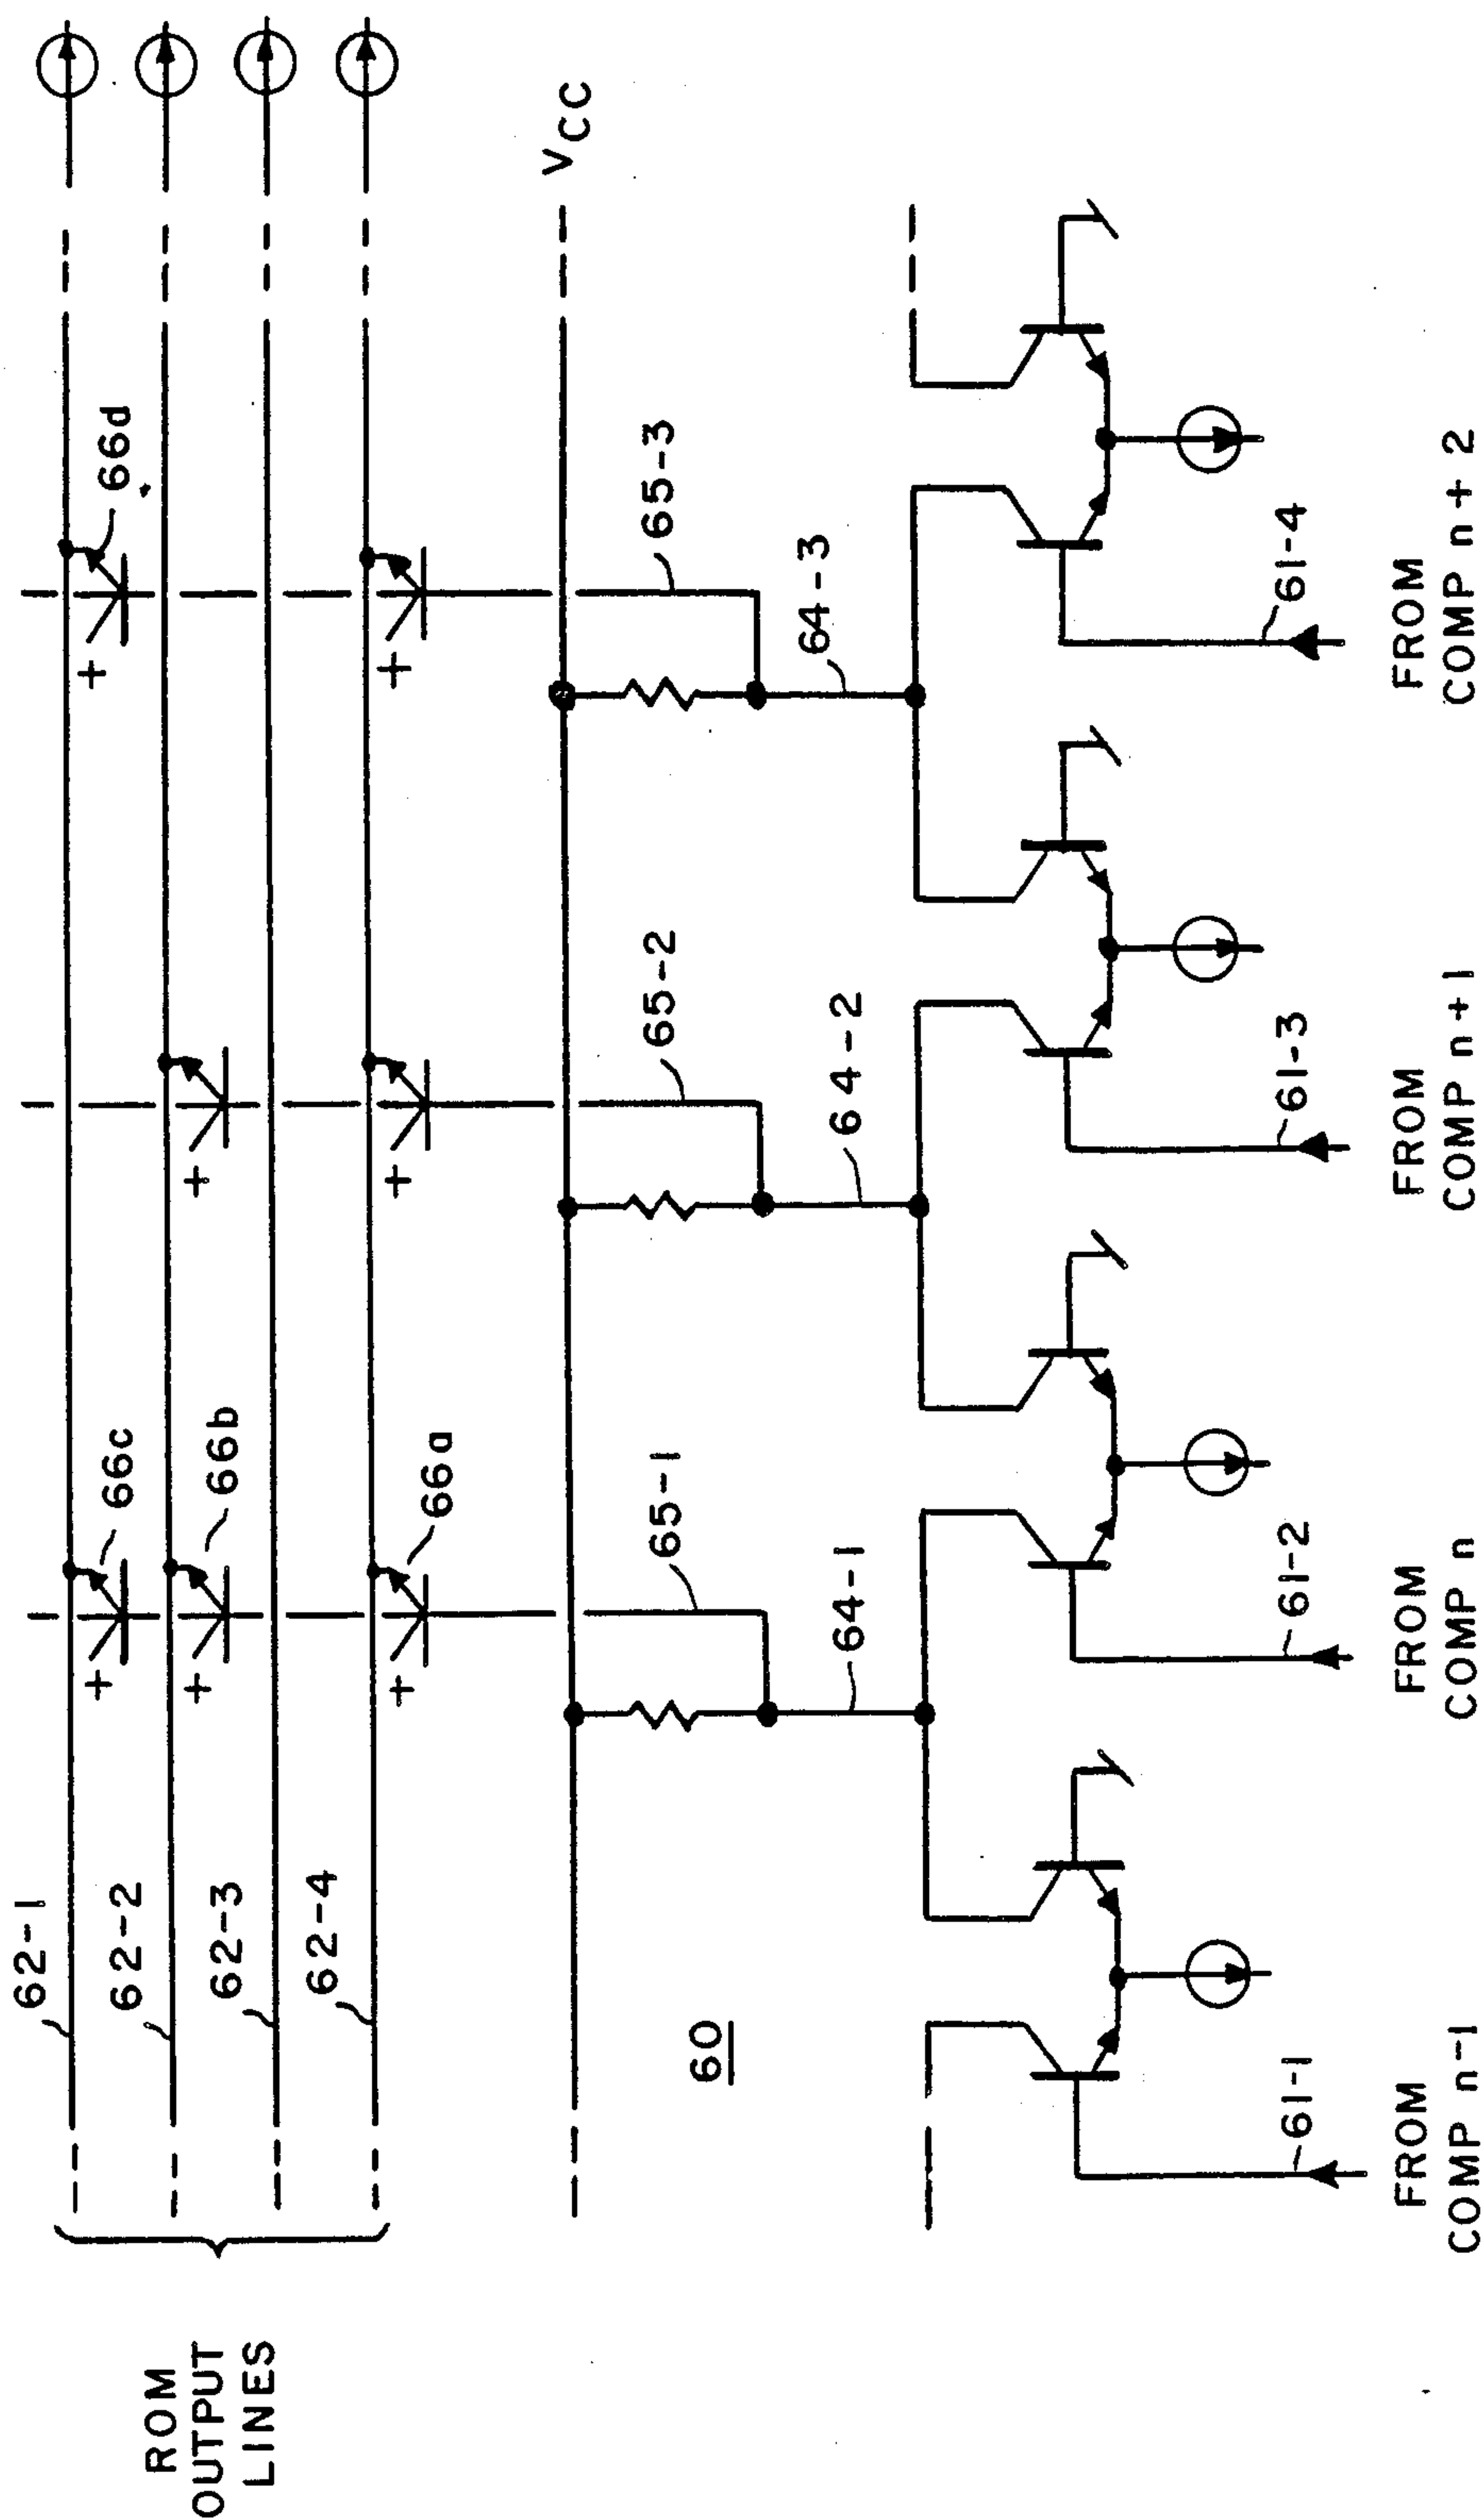 62-1
62-2
62-3
62-4
ROM
OUTPUT
LINES
66c
66b
66a
66d
+
+
+
+
+
+
+
VCC
65-1
65-2
65-3
64-1
64-2
64-3
60
61-1
61-2
61-3
61-4
FROM
COMP n-1
FROM
COMP n
FROM
COMP n+1
FROM
COMP n+2